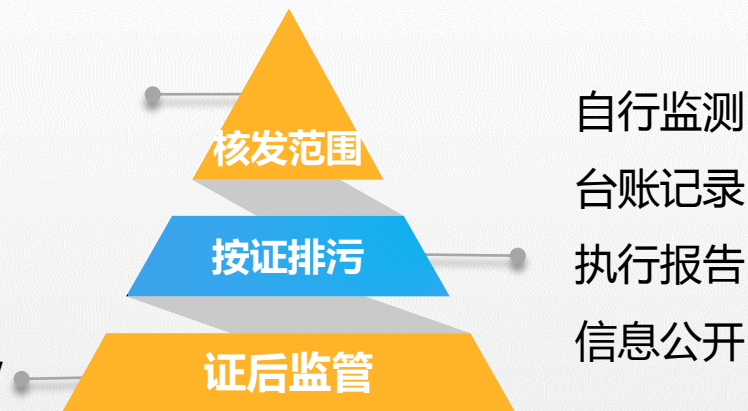 核发范围
按证排污
证后监管
自行监测
台账记录
执行报告
信息公开